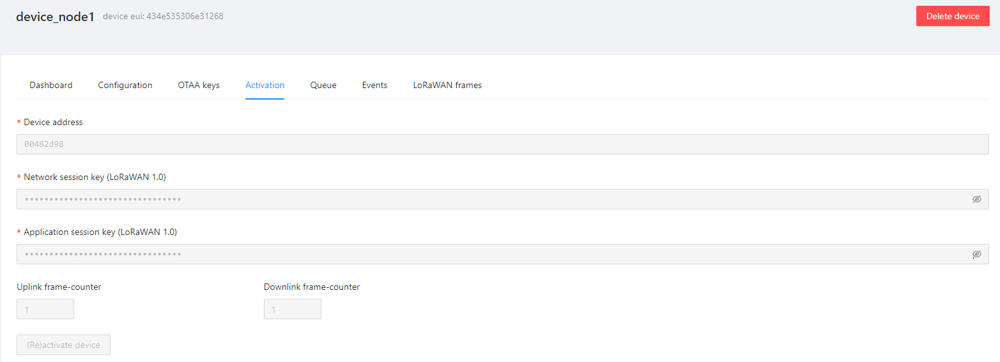 device_node1 device eui: 434e535306e31268 Delete device
Dashboard Configuration OTAA keys Activation Queue Events LoRaWAN frames
* Device address
00482d98
* Network session key (LoRaWAN 1.0)
••••••••••••••••••••••••••••••••
* Application session key (LoRaWAN 1.0)
••••••••••••••••••••••••••••••••
Uplink frame-counter Downlink frame-counter
1 1
(Re)activate device